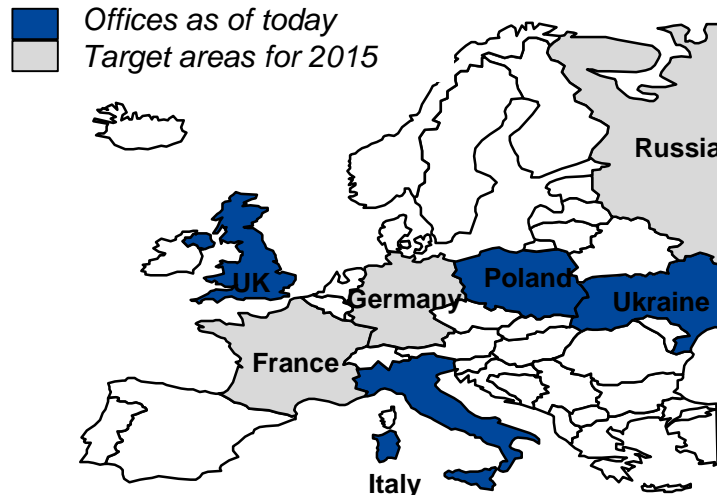 Offices as of today
Target areas for 2015
Russia
UK
Poland
Germany
Ukraine
France
Italy